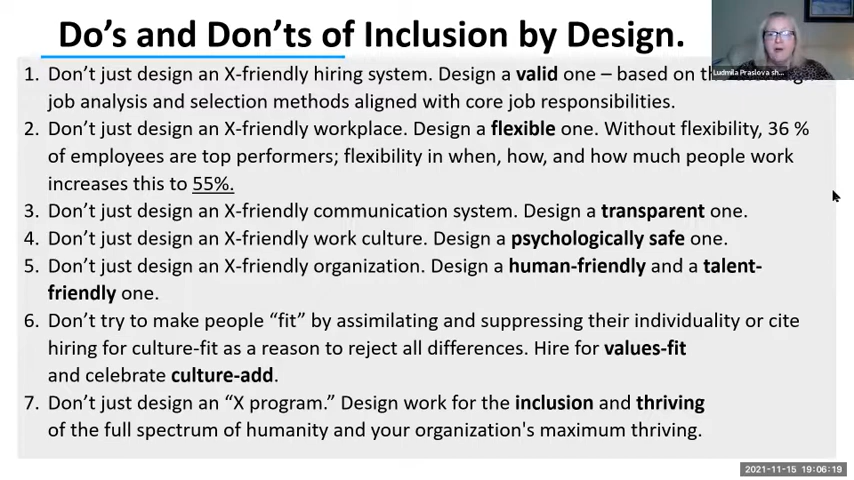 Do's and Don'ts of Inclusion by Design.
Ludmila Praslova sh...
1. Don't just design an X-friendly hiring system. Design a valid one – based on
job analysis and selection methods aligned with core job responsibilities.
2. Don't just design an X-friendly workplace. Design a flexible one. Without flexibility, 36 %
of employees are top performers; flexibility in when, how, and how much people work
increases this to 55%.
3. Don't just design an X-friendly communication system. Design a transparent one.
4. Don't just design an X-friendly work culture. Design a psychologically safe one.
5. Don't just design an X-friendly organization. Design a human-friendly and a talent-
friendly one.
6. Don't try to make people “fit” by assimilating and suppressing their individuality or cite
hiring for culture-fit as a reason to reject all differences. Hire for values-fit
and celebrate culture-add.
7. Don't just design an “X program.” Design work for the inclusion and thriving
of the full spectrum of humanity and your organization's maximum thriving.
2021-11-15 19:06:19